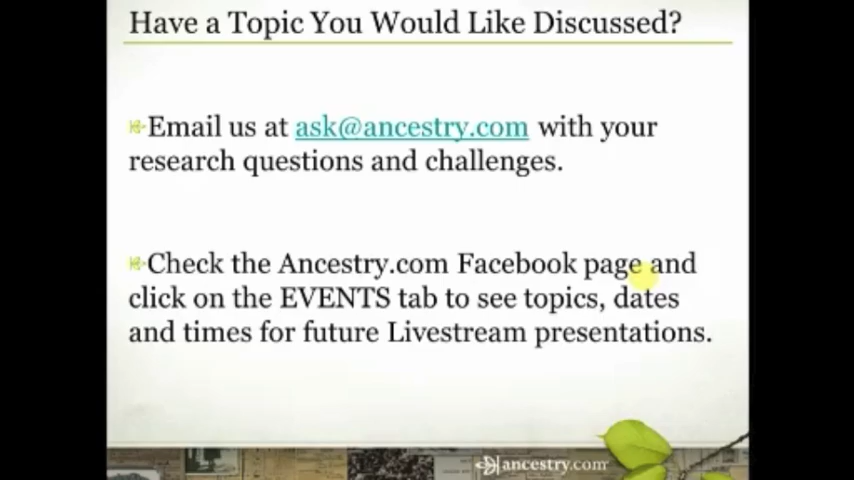 Have a Topic You Would Like Discussed?
Email us at ask@ancestry.com with your
research questions and challenges.
Check the Ancestry.com Facebook page and
click on the EVENTS tab to see topics, dates
and times for future Livestream presentations.
ancestry.com